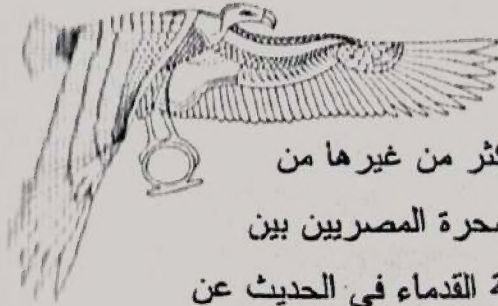 كثر من غيرها من
سحرة المصريين بين
القدماء في الحديث عن